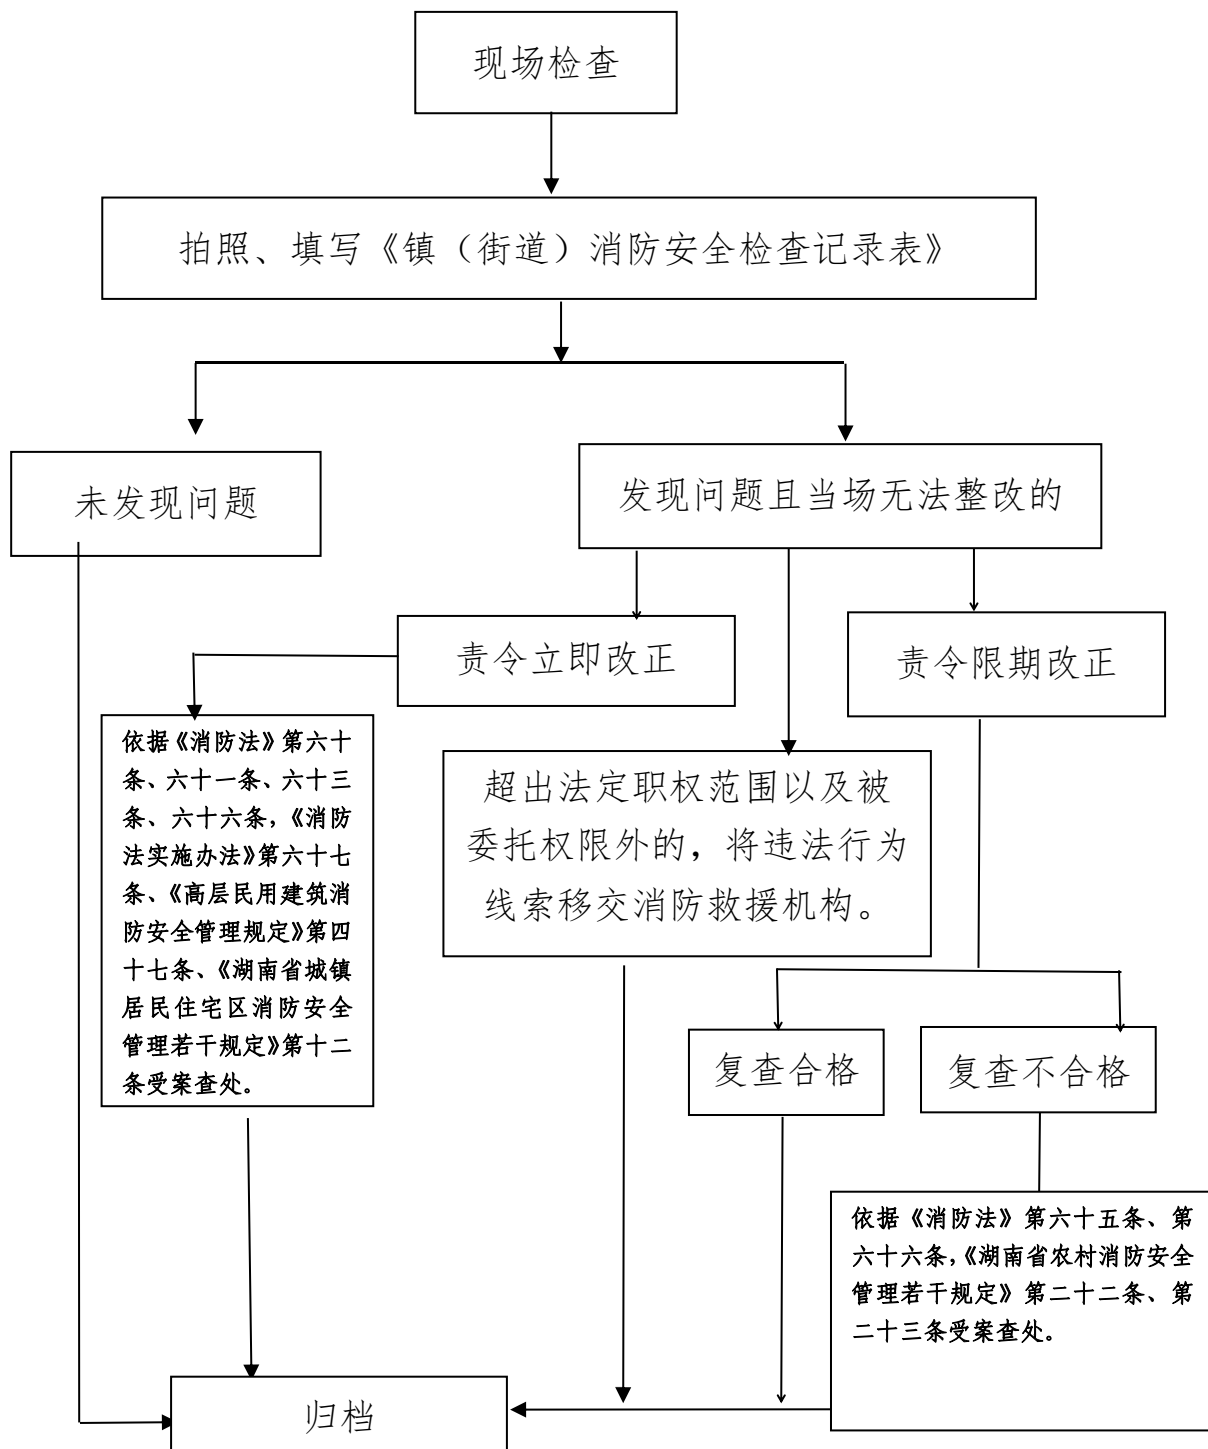 现场检查
拍照、填写《镇（街道）消防安全检查记录表》
未发现问题
发现问题且当场无法整改的
责令立即改正
责令限期改正
依据《消防法》第六十
条、六十一条、六十三
条、六十六条，《消防
法实施办法》第六十七
条、《高层民用建筑消
防安全管理规定》第四
十七条、《湖南省城镇
居民住宅区消防安全
管理若干规定》第十二
条受案查处。
超出法定职权范围以及被
委托权限外的，将违法行为
线索移交消防救援机构。
复查合格
复查不合格
依据《消防法》第六十五条、第
六十六条，《湖南省农村消防安全
管理若干规定》第二十二条、第
二十三条受案查处。
归档